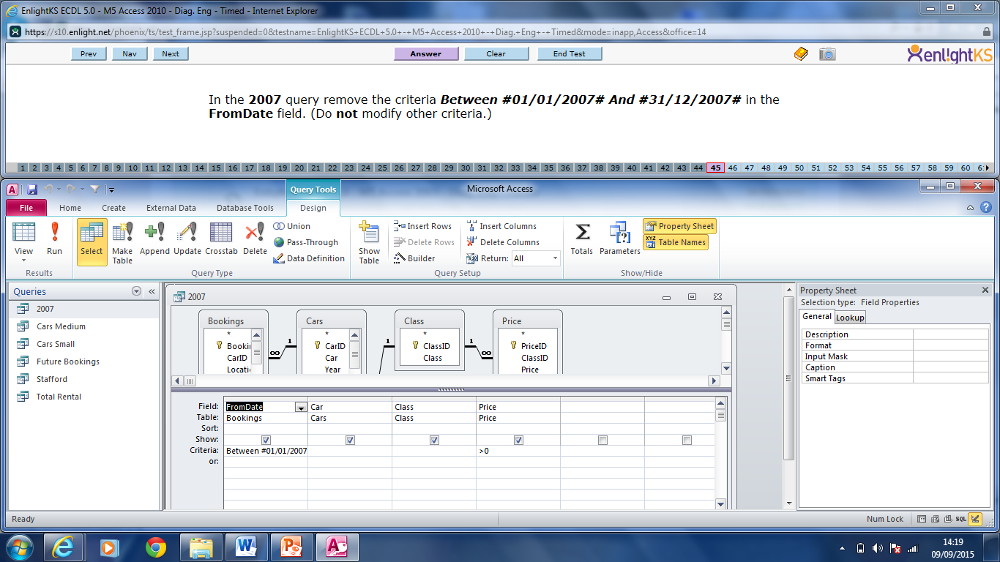 EnlightKS ECDL 5.0 - M5 Access 2010 - Diag. Eng - Timed - Internet Explorer
https://s10.enlight.net/phoenix/ts/test_frame.jsp?suspended=0&testname=EnlightKS+ECDL+5.0+-+M5+Access+2010+-+Diag.+Eng+-+Timed&mode=inapp,Access&office=14
Prev Nav Next Answer Clear End Test enlightKS
In the 2007 query remove the criteria Between #01/01/2007# And #31/12/2007# in the
FromDate field. (Do not modify other criteria.)
1 2 3 4 5 6 7 8 9 10 11 12 13 14 15 16 17 18 19 20 21 22 23 24 25 26 27 28 29 30 31 32 33 34 35 36 37 38 39 40 41 42 43 44 45 46 47 48 49 50 51 52 53 54 55 56 57 58 59 60
Query Tools Microsoft Access
File Home Create External Data Database Tools Design
View Run Select Make Table Append Update Crosstab Delete
Union
Pass-Through
Data Definition
Show Table
Insert Rows
Delete Rows
Builder
Insert Columns
Delete Columns
Return: All
Totals Parameters
Property Sheet
XYZ Table Names
Results Query Type Query Setup Show/Hide
Queries
2007
Cars Medium
Cars Small
Future Bookings
Stafford
Total Rental
2007
Bookings Cars Class Price
* * * *
Bookin CarID ClassID PriceID
CarID Car Class ClassID
Locati Year Price
1 ∞ 1 1 ∞
Field: FromDate Car Class Price
Table: Bookings Cars Class Price
Sort:
Show:
Criteria: Between #01/01/2007 >0
or:
Property Sheet
Selection type: Field Properties
General Lookup
Description
Format
Input Mask
Caption
Smart Tags
Ready Num Lock SQL
14:19
09/09/2015